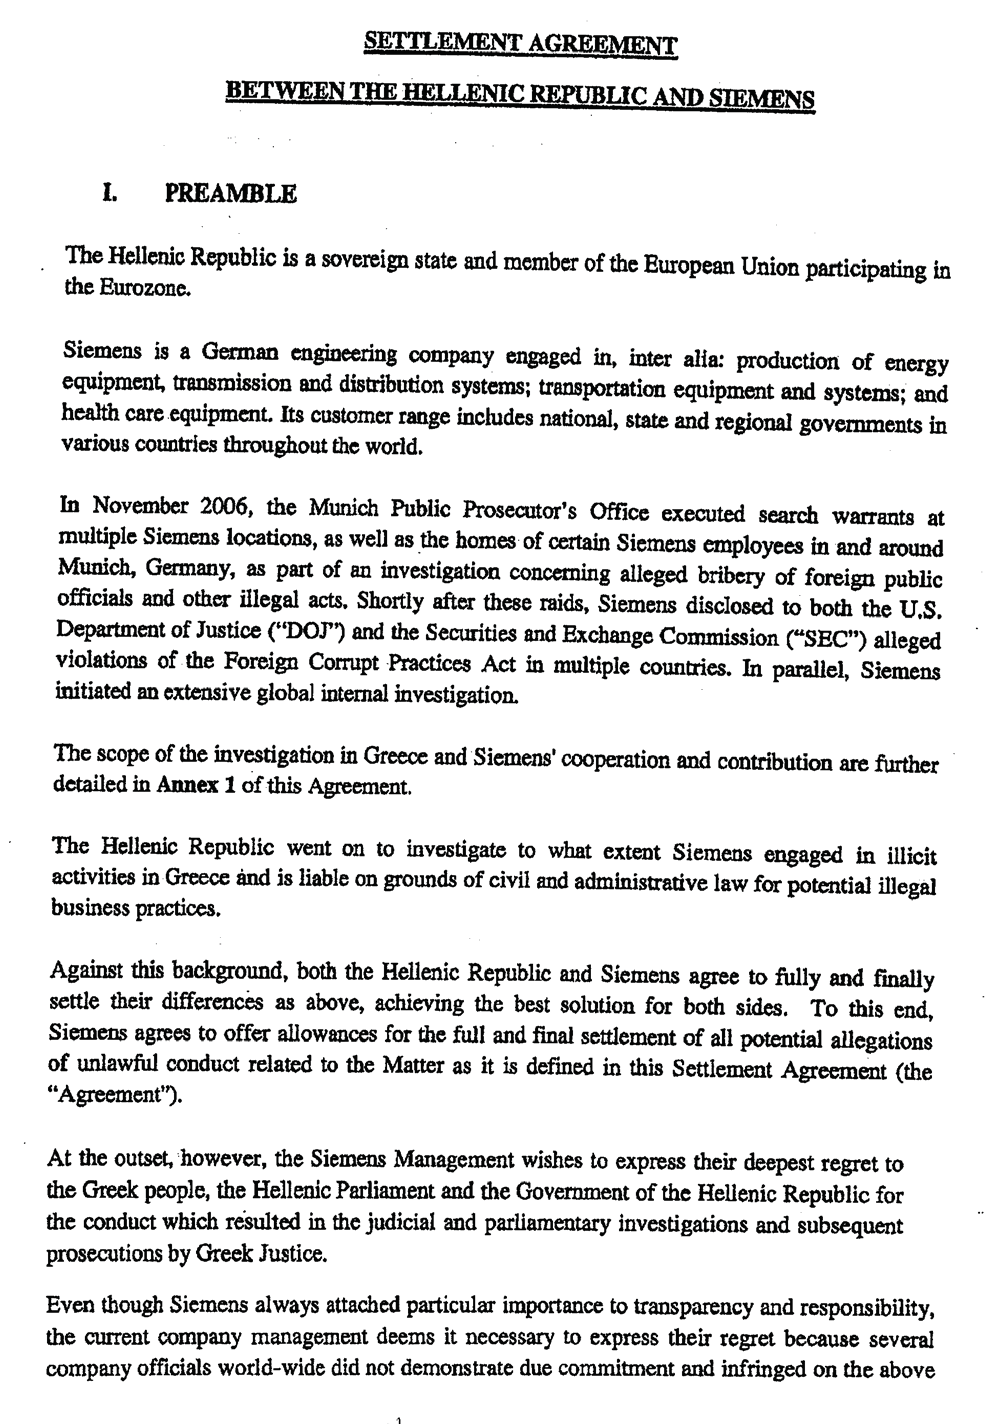 SETTLEMENT AGREEMENT
BETWEEN THE HELLENIC REPUBLIC AND SIEMENS
I. PREAMBLE
The Hellenic Republic is a sovereign state and member of the European Union participating in
the Eurozone.
Siemens is a German engineering company engaged in, inter alia: production of energy
equipment, transmission and distribution systems; transportation equipment and systems; and
health care equipment. Its customer range includes national, state and regional governments in
various countries throughout the world.
In November 2006, the Munich Public Prosecutor's Office executed search warrants at
multiple Siemens locations, as well as the homes of certain Siemens employees in and around
Munich, Germany, as part of an investigation concerning alleged bribery of foreign public
officials and other illegal acts. Shortly after these raids, Siemens disclosed to both the U.S.
Department of Justice ("DOJ") and the Securities and Exchange Commission ("SEC") alleged
violations of the Foreign Corrupt Practices Act in multiple countries. In parallel, Siemens
initiated an extensive global internal investigation.
The scope of the investigation in Greece and Siemens' cooperation and contribution are further
detailed in Annex 1 of this Agreement.
The Hellenic Republic went on to investigate to what extent Siemens engaged in illicit
activities in Greece and is liable on grounds of civil and administrative law for potential illegal
business practices.
Against this background, both the Hellenic Republic and Siemens agree to fully and finally
settle their differences as above, achieving the best solution for both sides. To this end,
Siemens agrees to offer allowances for the full and final settlement of all potential allegations
of unlawful conduct related to the Matter as it is defined in this Settlement Agreement (the
"Agreement").
At the outset, however, the Siemens Management wishes to express their deepest regret to
the Greek people, the Hellenic Parliament and the Government of the Hellenic Republic for
the conduct which resulted in the judicial and parliamentary investigations and subsequent
prosecutions by Greek Justice.
Even though Siemens always attached particular importance to transparency and responsibility,
the current company management deems it necessary to express their regret because several
company officials world-wide did not demonstrate due commitment and infringed on the above
1